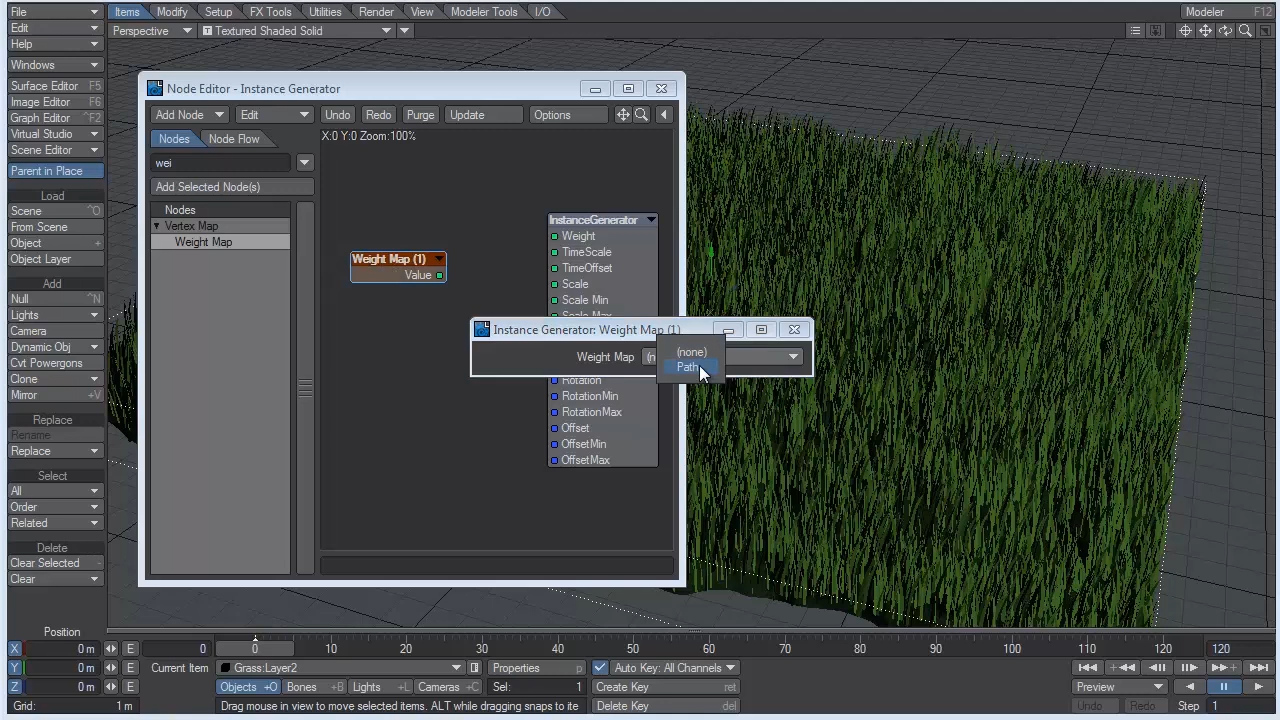 File
Items
Modify
Setup
FX Tools
Utilities
Render
View
Modeler Tools
I/O
Modeler
F12
Edit
Perspective
Textured Shaded Solid
Help
Windows
Surface Editor F5
Image Editor F6
Graph Editor ^F2
Virtual Studio
Scene Editor
Parent in Place
Load
Scene ^O
From Scene
Object +
Object Layer
Add
Null ^N
Lights
Camera
Dynamic Obj
Cvt Powergons
Clone
Mirror +V
Replace
Rename
Replace
Select
All
Order
Related
Delete
Clear Selected -
Clear
Node Editor - Instance Generator
Add Node
Edit
Undo
Redo
Purge
Update
Options
Nodes
Node Flow
X:0 Y:0 Zoom:100%
wei
Add Selected Node(s)
Nodes
Vertex Map
Weight Map
Weight Map (1)
Value
InstanceGenerator
Weight
TimeScale
TimeOffset
Scale
Scale Min
Scale Max
Instance Generator: Weight Map (1)
Weight Map
(none)
Path
Rotation
RotationMin
RotationMax
Offset
OffsetMin
OffsetMax
Position
X 0 m E
Y 0 m E
Z 0 m E
Grid: 1 m
0
0 10 20 30 40 50 60 70 80 90 100 110 120
120
Current Item
Grass:Layer2
Properties p
Auto Key: All Channels
Objects +O
Bones +B
Lights +L
Cameras +C
Sel: 1
Create Key ret
Preview
Drag mouse in view to move selected items. ALT while dragging snaps to ite
Delete Key del
Undo
Redo
Step 1